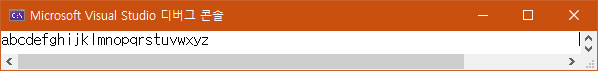 Microsoft Visual Studio 디버그 콘솔
abcdefghijklmnopqrstuvwxyz